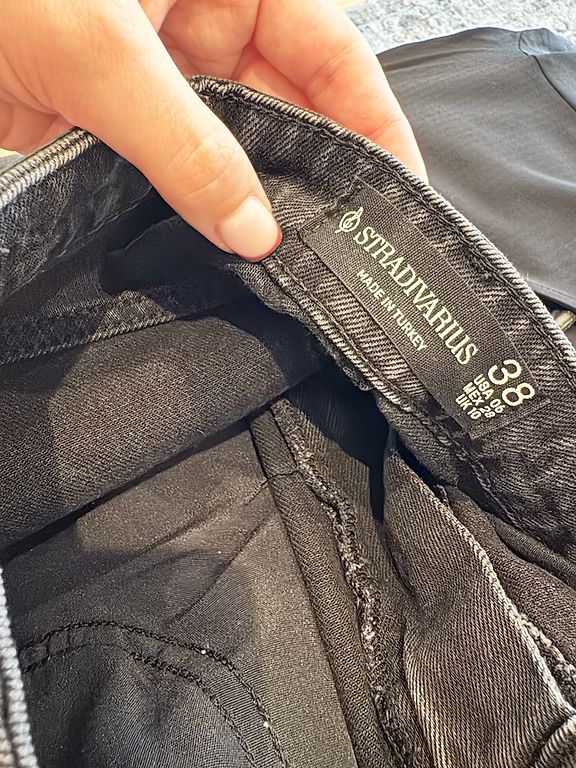 STRADIVARIUS
MADE IN TURKEY
38
USA 06
MEX 28
UK 10